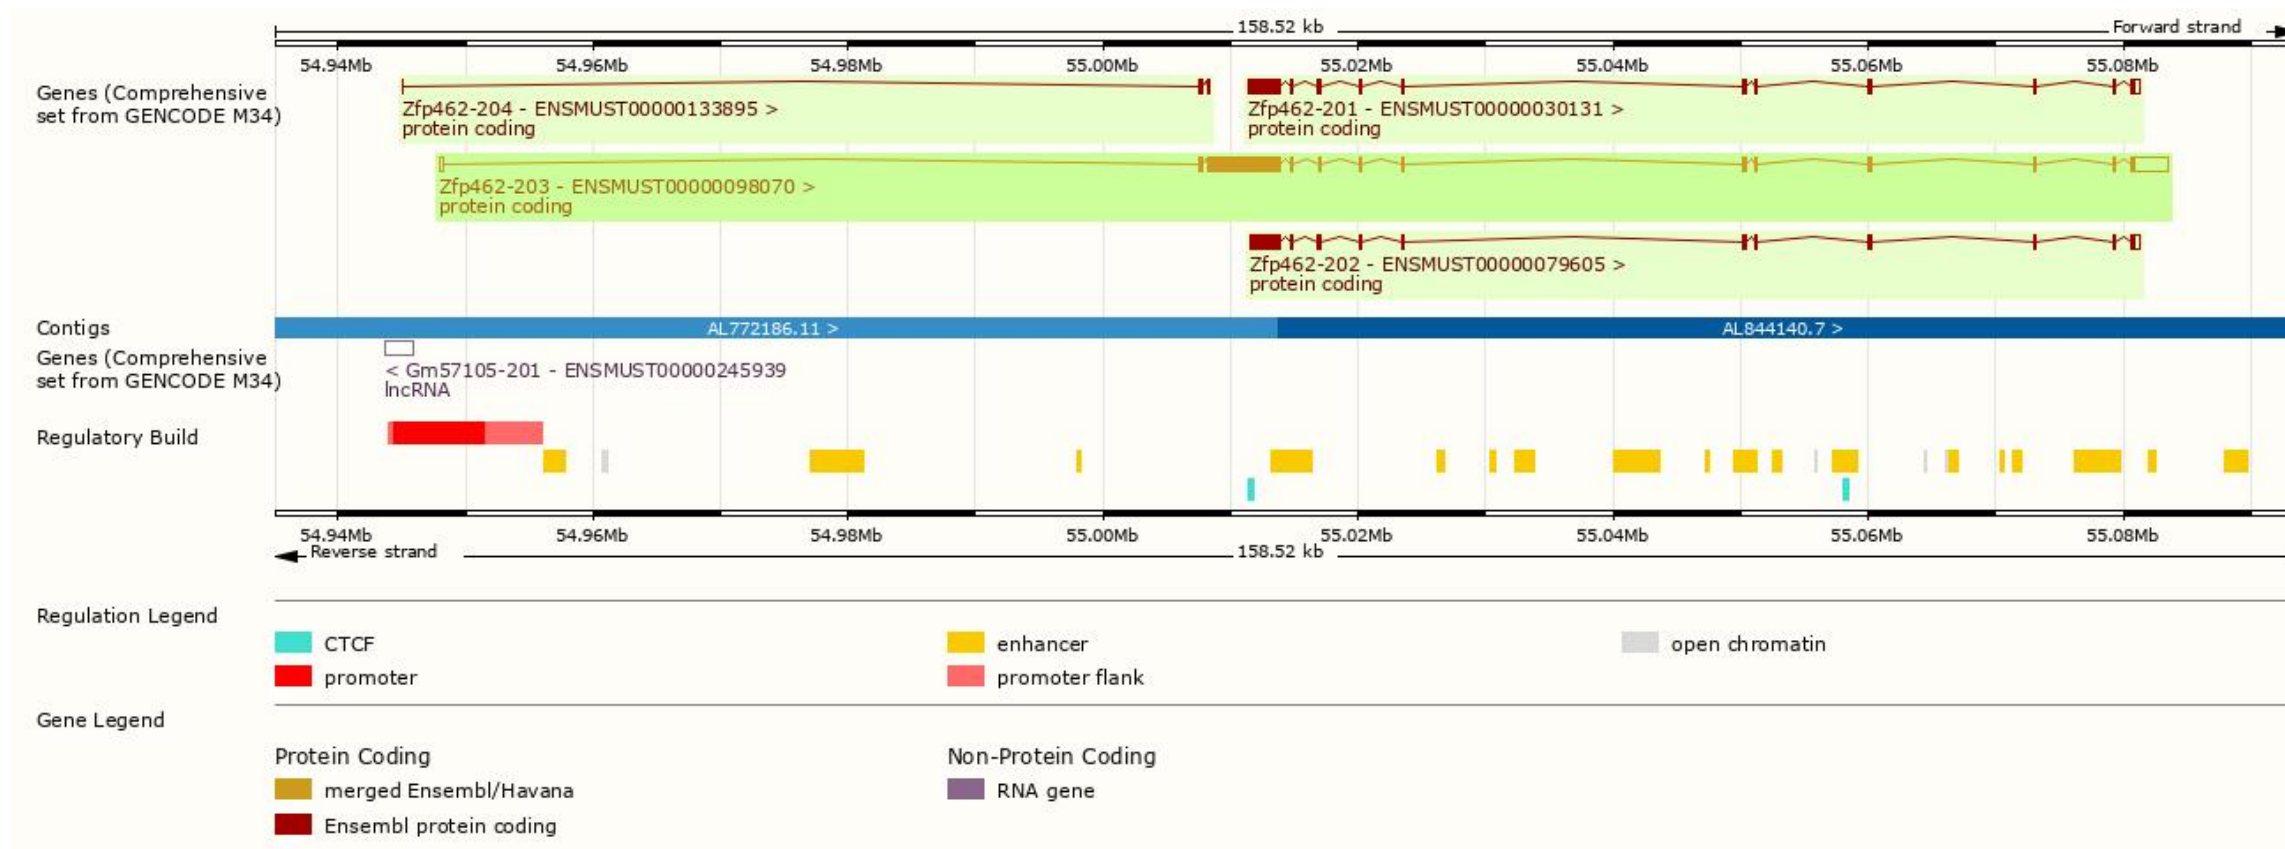 158.52 kb Forward strand
54.94Mb 54.96Mb 54.98Mb 55.00Mb 55.02Mb 55.04Mb 55.06Mb 55.08Mb
Genes (Comprehensive
set from GENCODE M34)
Zfp462-204 - ENSMUST00000133895 > Zfp462-201 - ENSMUST00000030131 >
protein coding protein coding
Zfp462-203 - ENSMUST00000098070 >
protein coding
Zfp462-202 - ENSMUST00000079605 >
protein coding
Contigs AL772186.11 > AL844140.7 >
Genes (Comprehensive
set from GENCODE M34)
< Gm57105-201 - ENSMUST00000245939
lncRNA
Regulatory Build
54.94Mb 54.96Mb 54.98Mb 55.00Mb 55.02Mb 55.04Mb 55.06Mb 55.08Mb
Reverse strand 158.52 kb
Regulation Legend
CTCF enhancer open chromatin
promoter promoter flank
Gene Legend
Protein Coding Non-Protein Coding
merged Ensembl/Havana RNA gene
Ensembl protein coding